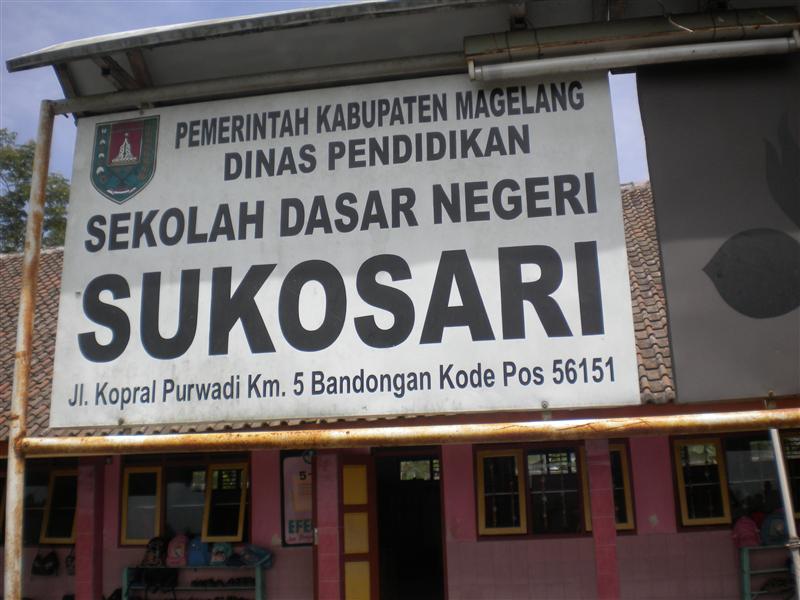 PEMERINTAH KABUPATEN MAGELANG
DINAS PENDIDIKAN
SEKOLAH DASAR NEGERI
SUKOSARI
Jl. Kopral Purwadi Km. 5 Bandongan Kode Pos 56151